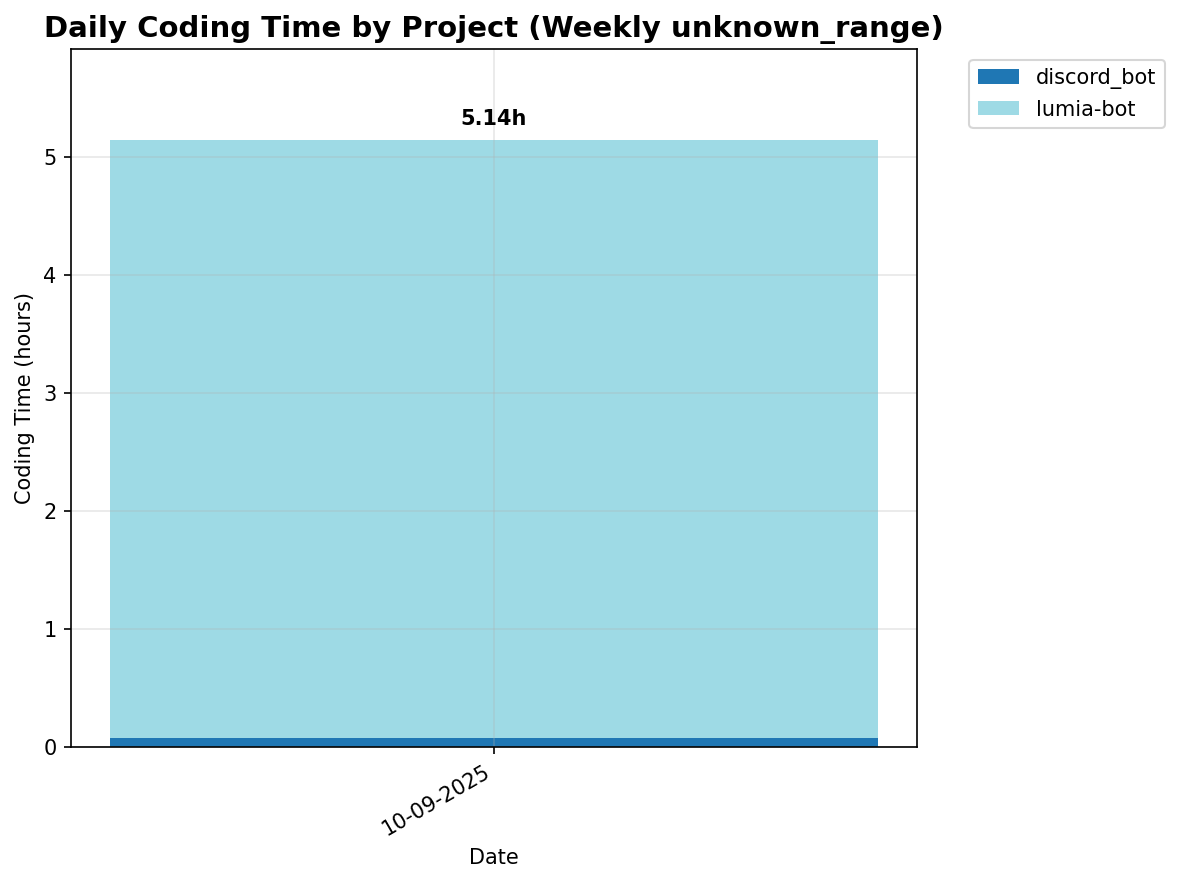 Daily Coding Time by Project (Weekly unknown_range)
discord_bot
lumia-bot
5.14h
Coding Time (hours)
5
4
3
2
1
0
10-09-2025
Date